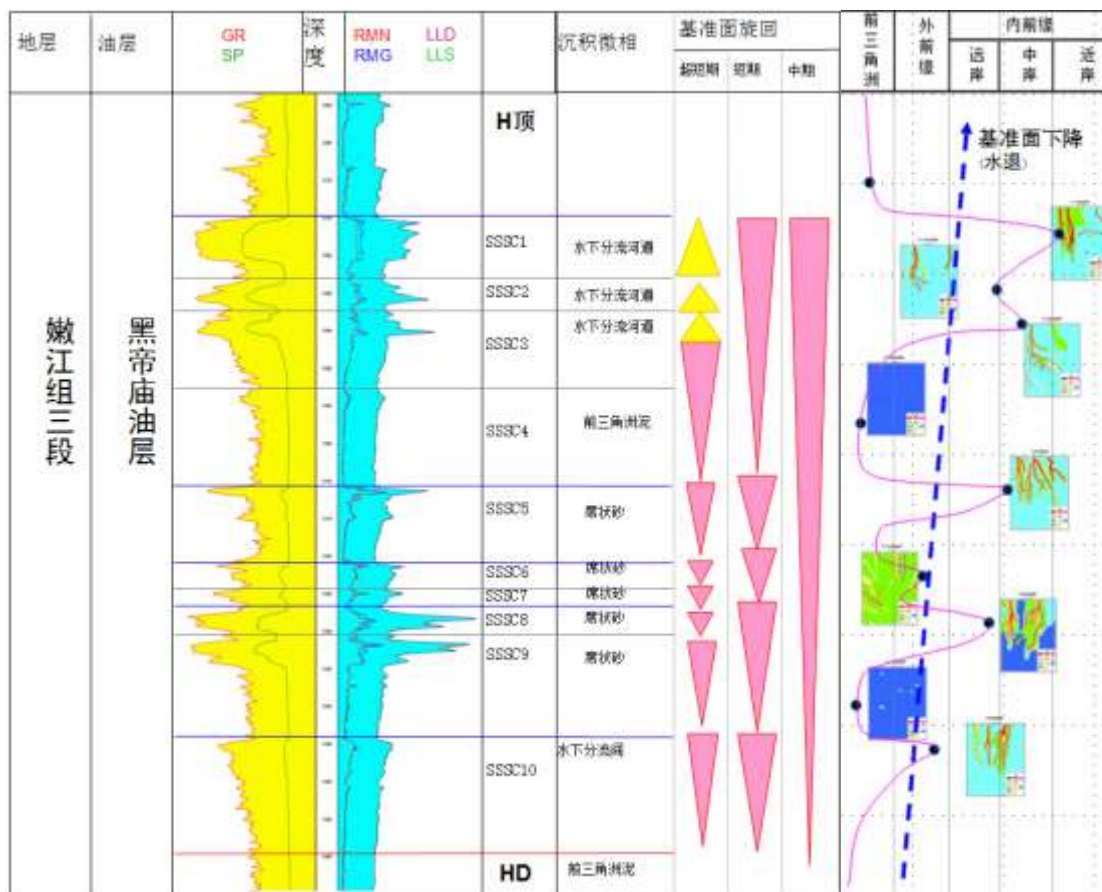 地层
油层
GR
SP
深度
RMN LLD
RMG LLS
沉积微相
基准面旋回
超短期 短期 中期
前三角洲
外前缘
内前缘
远岸
中岸
近岸
H顶
基准面下降
(水退)
SSSC1 水下分流河道
SSSC2 水下分流河道
水下分流河道
SSSC3
嫩江组三段
黑帝庙油层
SSSC4 前三角洲泥
SSSC5 席状砂
SSSC6 席状砂
SSSC7 席状砂
SSSC8 席状砂
SSSC9 席状砂
水下分流间
SSSC10
HD 前三角洲泥